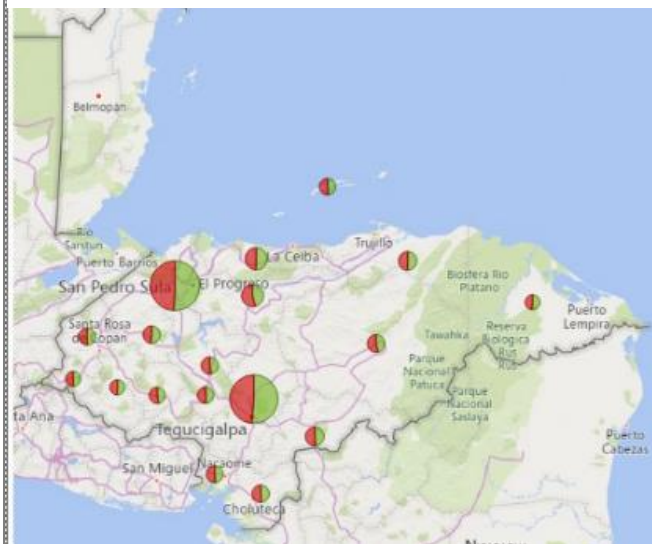 Belmopan
Rio
Sarstun
Puerto Barrios
La Ceiba
Trujillo
San Pedro Sula
El Progreso
Biosfera Rio
Platano
Puerto
Lempira
Santa Rosa
de Copan
Tawahka
Reserva
Biologica
Rus
Rus
Parque
Nacional
Patuca
Parque
Nacional
Saslaya
ta Ana
Tegucigalpa
Puerto
Cabezas
San Miguel
Nacaome
Choluteca